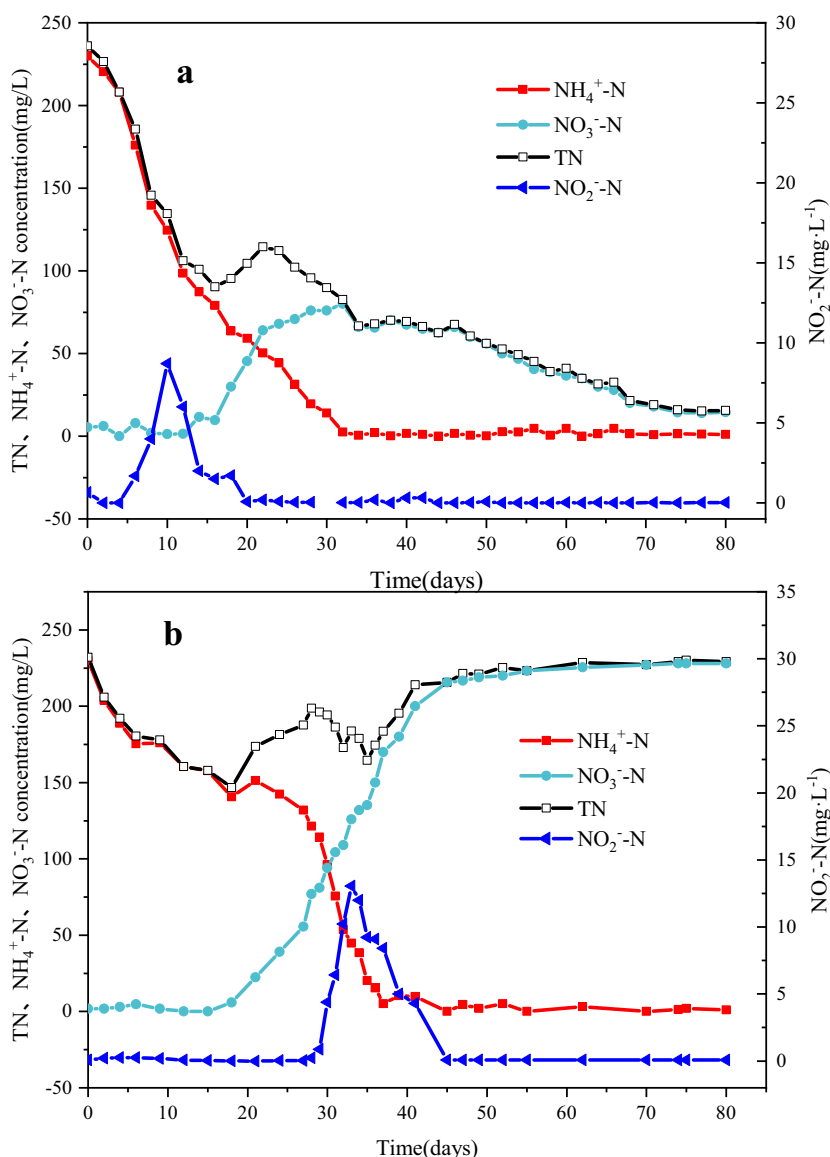 a
NH₄⁺-N
NO₃⁻-N
TN
NO₂⁻-N
250
200
150
100
50
0
-50
30
25
20
15
10
5
0
TN、NH₄⁺-N、NO₃⁻-N concentration(mg/L)
NO₂⁻-N(mg·L⁻¹)
0 10 20 30 40 50 60 70 80
Time(days)
b
NH₄⁺-N
NO₃⁻-N
TN
NO₂⁻-N
250
200
150
100
50
0
-50
35
30
25
20
15
10
5
0
TN、NH₄⁺-N、NO₃⁻-N concentration(mg/L)
NO₂⁻-N(mg·L⁻¹)
0 10 20 30 40 50 60 70 80
Time(days)